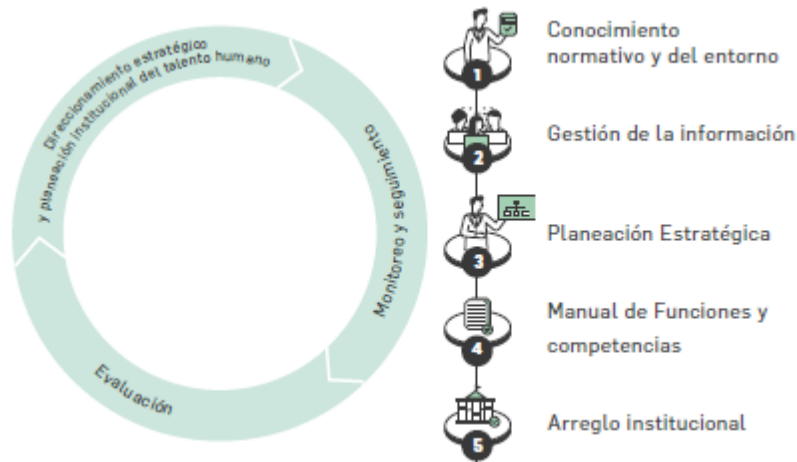 Direccionamiento estratégico
y planeación institucional del talento humano
Monitoreo y seguimiento
Evaluación
1
Conocimiento
normativo y del entorno
2
Gestión de la información
3
Planeación Estratégica
4
Manual de Funciones y
competencias
5
Arreglo institucional